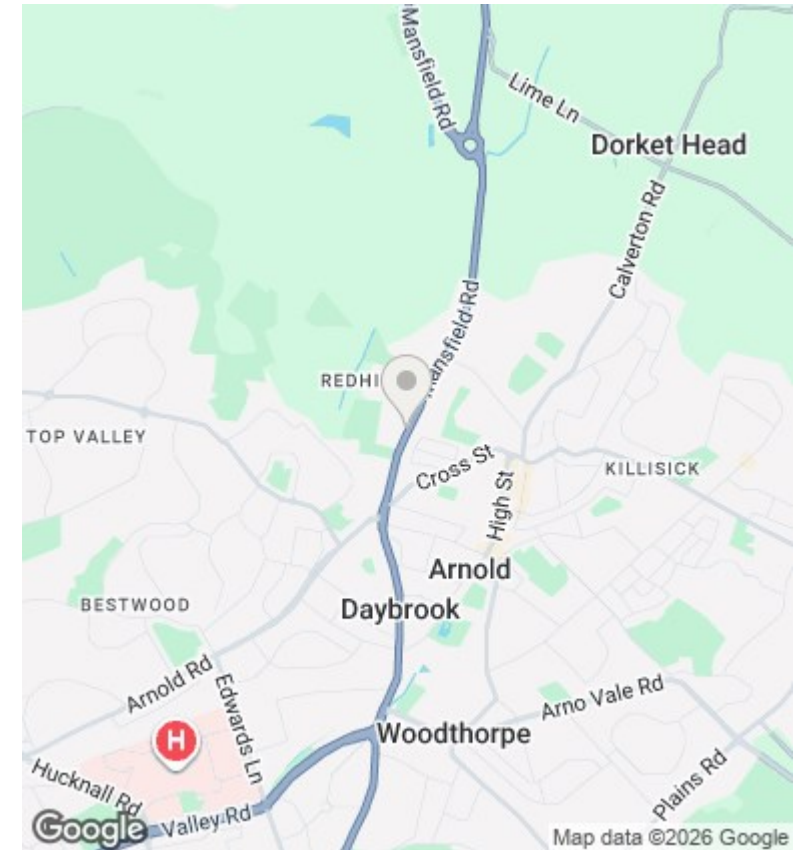 Mansfield Rd
Lime Ln
Dorket Head
Calverton Rd
Mansfield Rd
REDHI
TOP VALLEY
Cross St
KILLISICK
High St
Arnold
BESTWOOD
Daybrook
Arnold Rd
Edwards Ln
Arno Vale Rd
Woodthorpe
H
Hucknall Rd
Plains Rd
Valley Rd
Google
Map data ©2026 Google